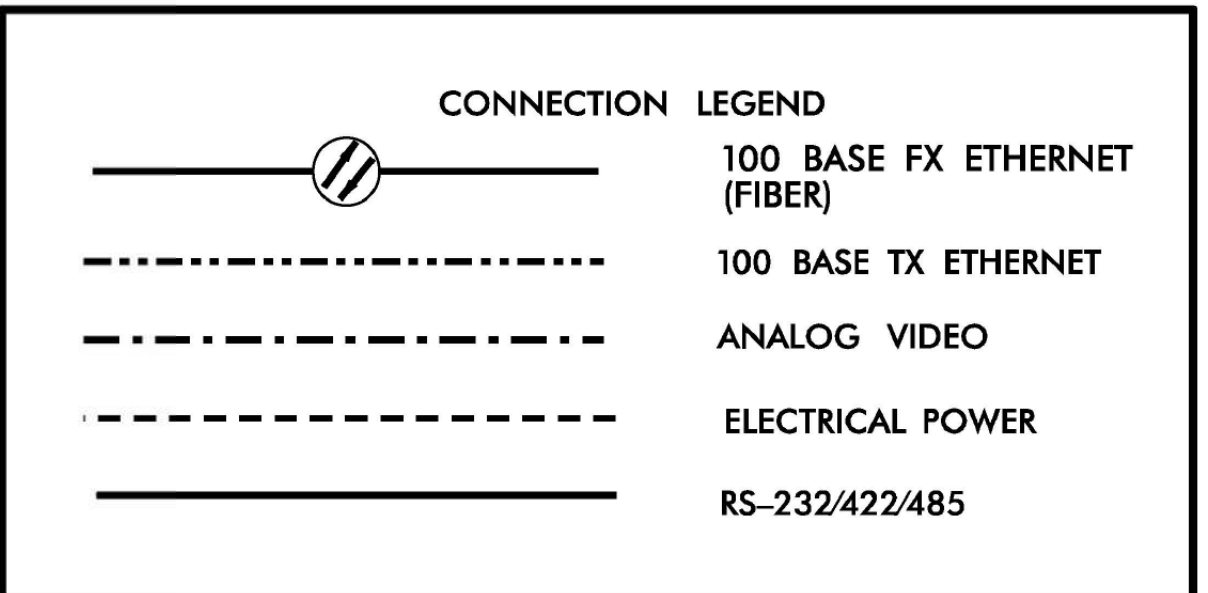 CONNECTION LEGEND
100 BASE FX ETHERNET
(FIBER)
100 BASE TX ETHERNET
ANALOG VIDEO
ELECTRICAL POWER
RS–232/422/485